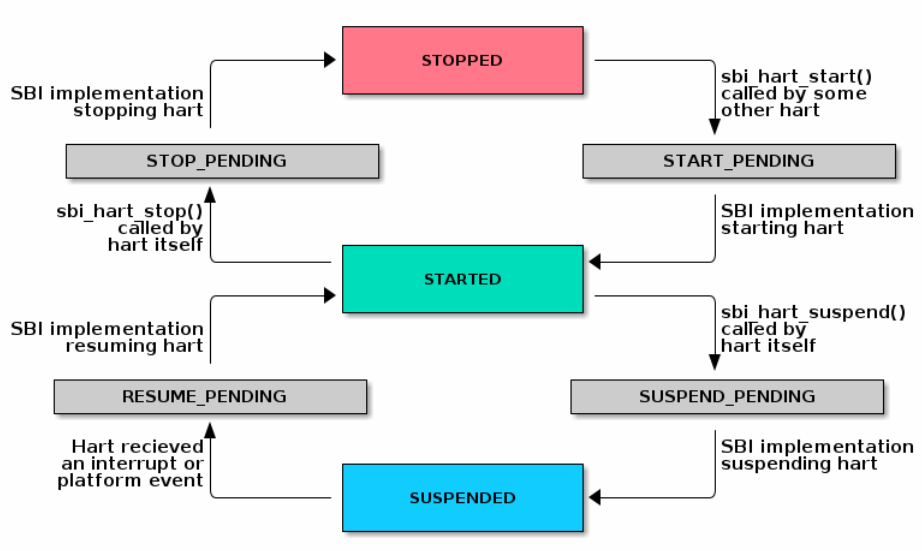 STOPPED
SBI implementation
stopping hart
sbi_hart_start()
called by some
other hart
STOP_PENDING
START_PENDING
sbi_hart_stop()
called by
hart itself
SBI implementation
starting hart
STARTED
SBI implementation
resuming hart
sbi_hart_suspend()
called by
hart itself
RESUME_PENDING
SUSPEND_PENDING
Hart recieved
an interrupt or
platform event
SBI implementation
suspending hart
SUSPENDED